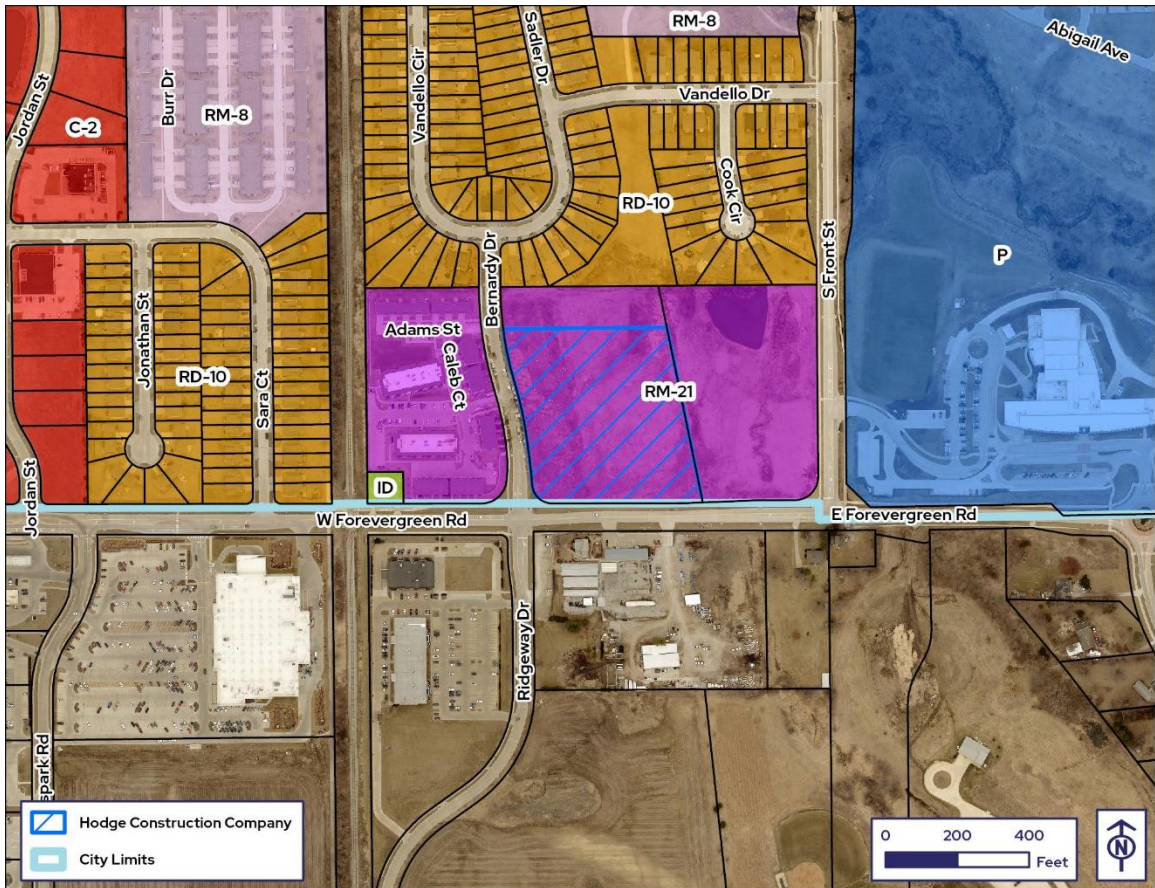 RM-8
Abigail Ave
Jordan St
Burr Dr
Vandello Cir
Sadler Dr
Vandello Dr
C-2
RM-8
Cook Cir
RD-10
S Front St
P
Bernardy Dr
Adams St
Caleb Ct
Jonathan St
RD-10
Sara Ct
RM-21
Jordan St
ID
W Forevergreen Rd
E Forevergreen Rd
Ridgeway Dr
spark Rd
Hodge Construction Company
City Limits
0 200 400
Feet
N